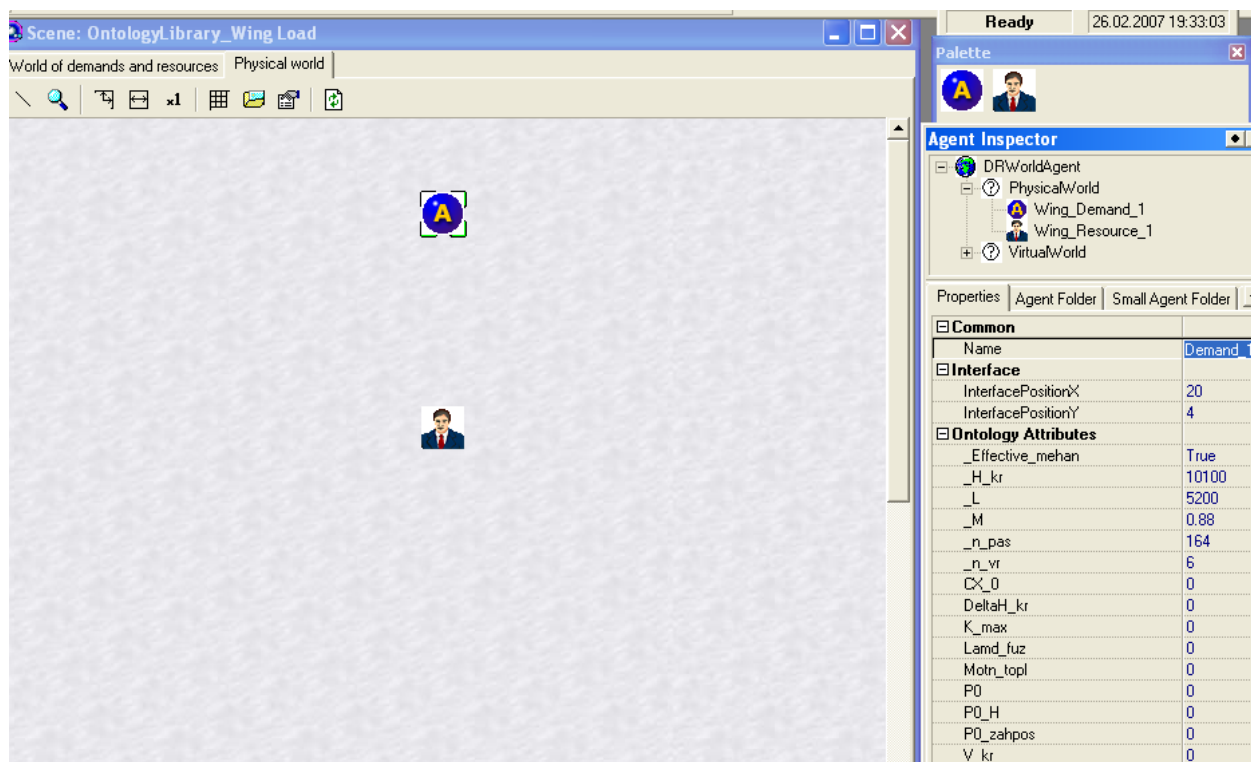 Ready 26.02.2007 19:33:03
Scene: OntologyLibrary_Wing Load
World of demands and resources Physical world
×1
Palette
A
Agent Inspector
DRWorldAgent
PhysicalWorld
A Wing_Demand_1
Wing_Resource_1
VirtualWorld
A
Properties Agent Folder Small Agent Folder
Common
Name Demand_1
Interface
InterfacePositionX 20
InterfacePositionY 4
Ontology Attributes
_Effective_mehan True
_H_kr 10100
_L 5200
_M 0.88
_n_pas 164
_n_vr 6
CX_0 0
DeltaH_kr 0
K_max 0
Lamd_fuz 0
Motn_topl 0
P0 0
P0_H 0
P0_zahpos 0
V_kr 0